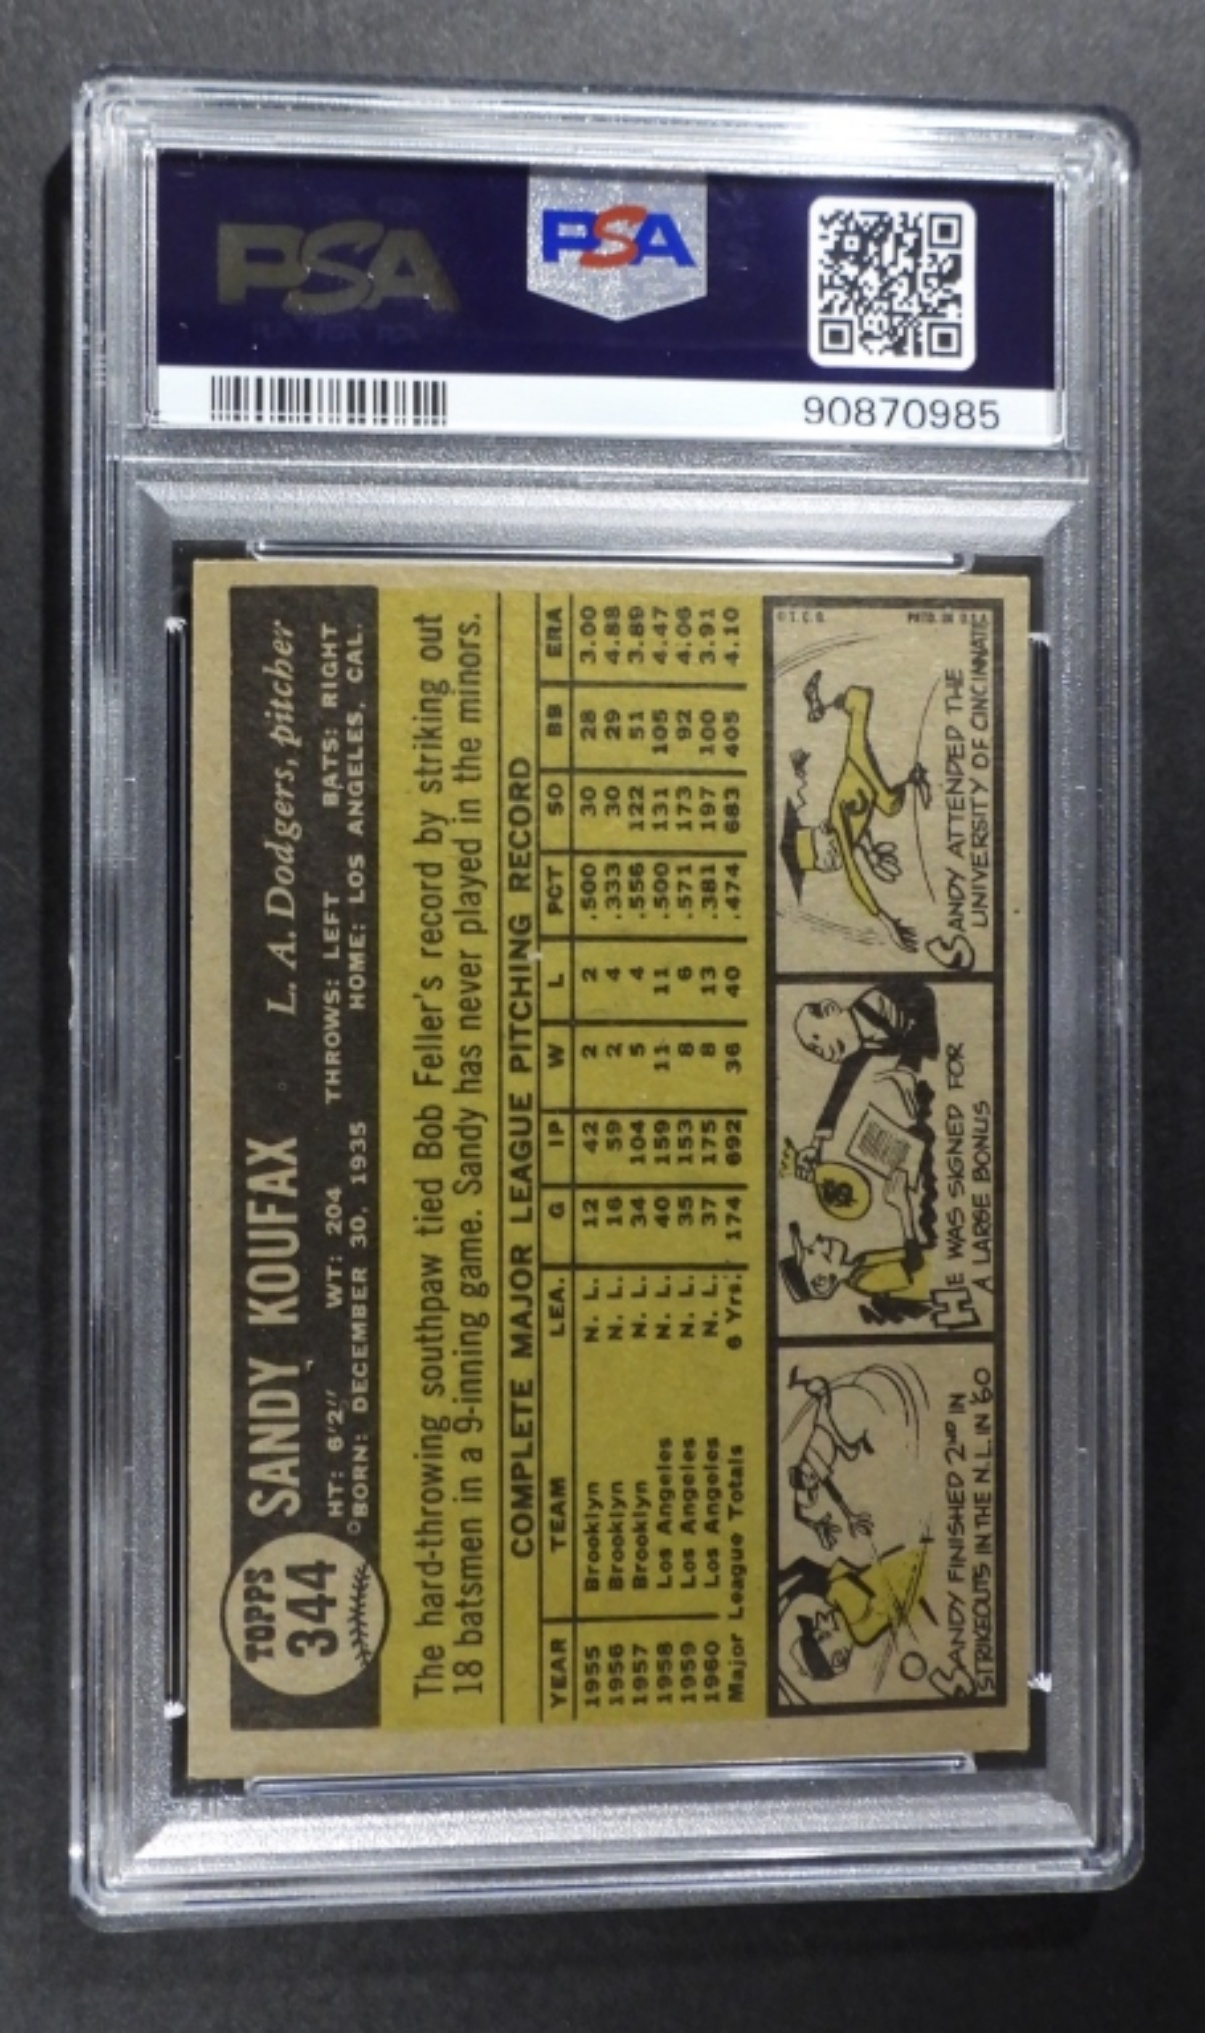 PSA
PSA
90870985
TOPPS
344
SANDY KOUFAX
L. A. Dodgers, pitcher
HT: 6'2" WT: 204 THROWS: LEFT BATS: RIGHT
BORN: DECEMBER 30, 1935 HOME: LOS ANGELES, CAL.
The hard-throwing southpaw tied Bob Feller's record by striking out
18 batsmen in a 9-inning game. Sandy has never played in the minors.
COMPLETE MAJOR LEAGUE PITCHING RECORD
YEAR TEAM LEA. G IP W L PCT SO BB ERA
1955 Brooklyn N. L. 12 42 2 2 .500 30 28 3.00
1956 Brooklyn N. L. 16 59 2 4 .333 30 29 4.88
1957 Brooklyn N. L. 34 104 5 4 .556 122 51 3.89
1958 Los Angeles N. L. 40 159 11 11 .500 131 105 4.47
1959 Los Angeles N. L. 35 153 8 6 .571 173 92 4.06
1960 Los Angeles N. L. 37 175 8 13 .381 197 100 3.91
Major League Totals 6 Yrs. 174 692 36 40 .474 683 405 4.10
SANDY FINISHED 2ND IN
STRIKEOUTS IN THE N.L. IN '60
HE WAS SIGNED FOR
A LARGE BONUS
SANDY ATTENDED THE
UNIVERSITY OF CINCINNATI
C